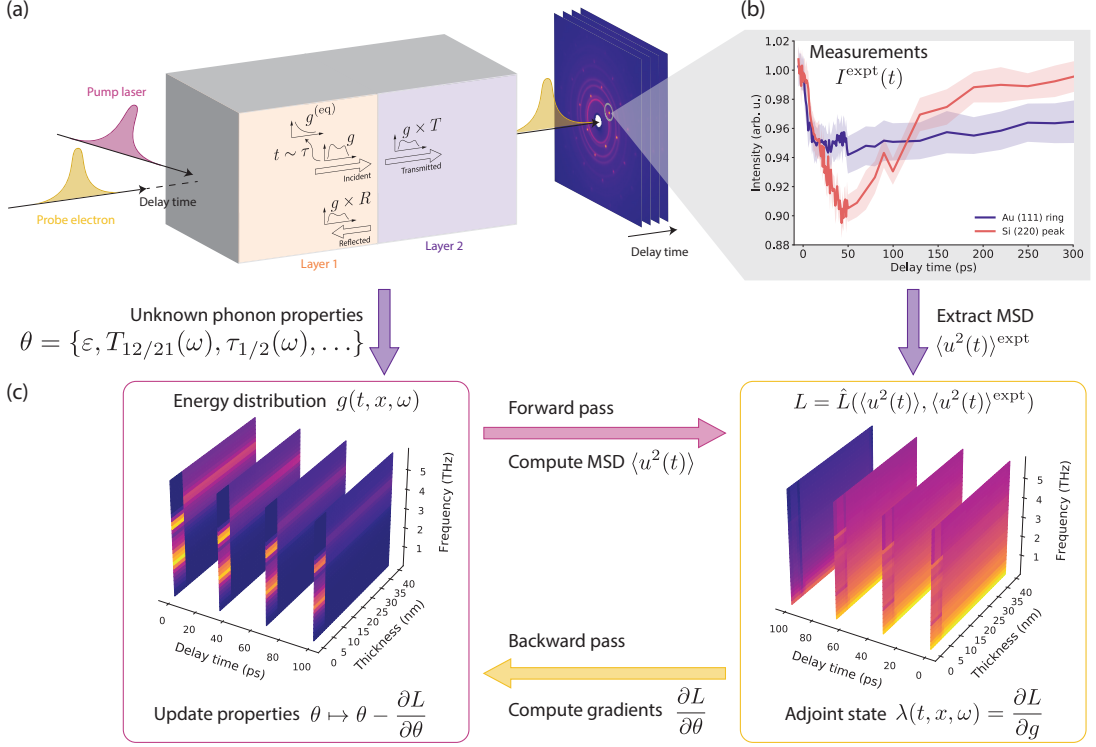 (a)
Pump laser
Probe electron
Delay time
g^(eq)
t ∼ τ
g
Incident
g × T
Transmitted
g × R
Reflected
Layer 1
Layer 2
Delay time
(b)
Measurements
I^expt(t)
Intensity (arb. u.)
1.02
1.00
0.98
0.96
0.94
0.92
0.90
0.88
Au (111) ring
Si (220) peak
0 50 100 150 200 250 300
Delay time (ps)
Unknown phonon properties
θ = {ε, T_12/21(ω), τ_1/2(ω), . . .}
Extract MSD
⟨u²(t)⟩^expt
(c)
Energy distribution g(t, x, ω)
Frequency (THz)
5
4
3
2
1
0 20 40 60 80 100
Delay time (ps)
0 5 10 15 20 25 30 35 40
Thickness (nm)
Update properties θ ↦ θ − ∂L/∂θ
Forward pass
Compute MSD ⟨u²(t)⟩
Backward pass
Compute gradients ∂L/∂θ
L = L̂(⟨u²(t)⟩, ⟨u²(t)⟩^expt)
Frequency (THz)
5
4
3
2
1
100 80 60 40 20 0
Delay time (ps)
0 5 10 15 20 25 30 35 40
Thickness (nm)
Adjoint state λ(t, x, ω) = ∂L/∂g